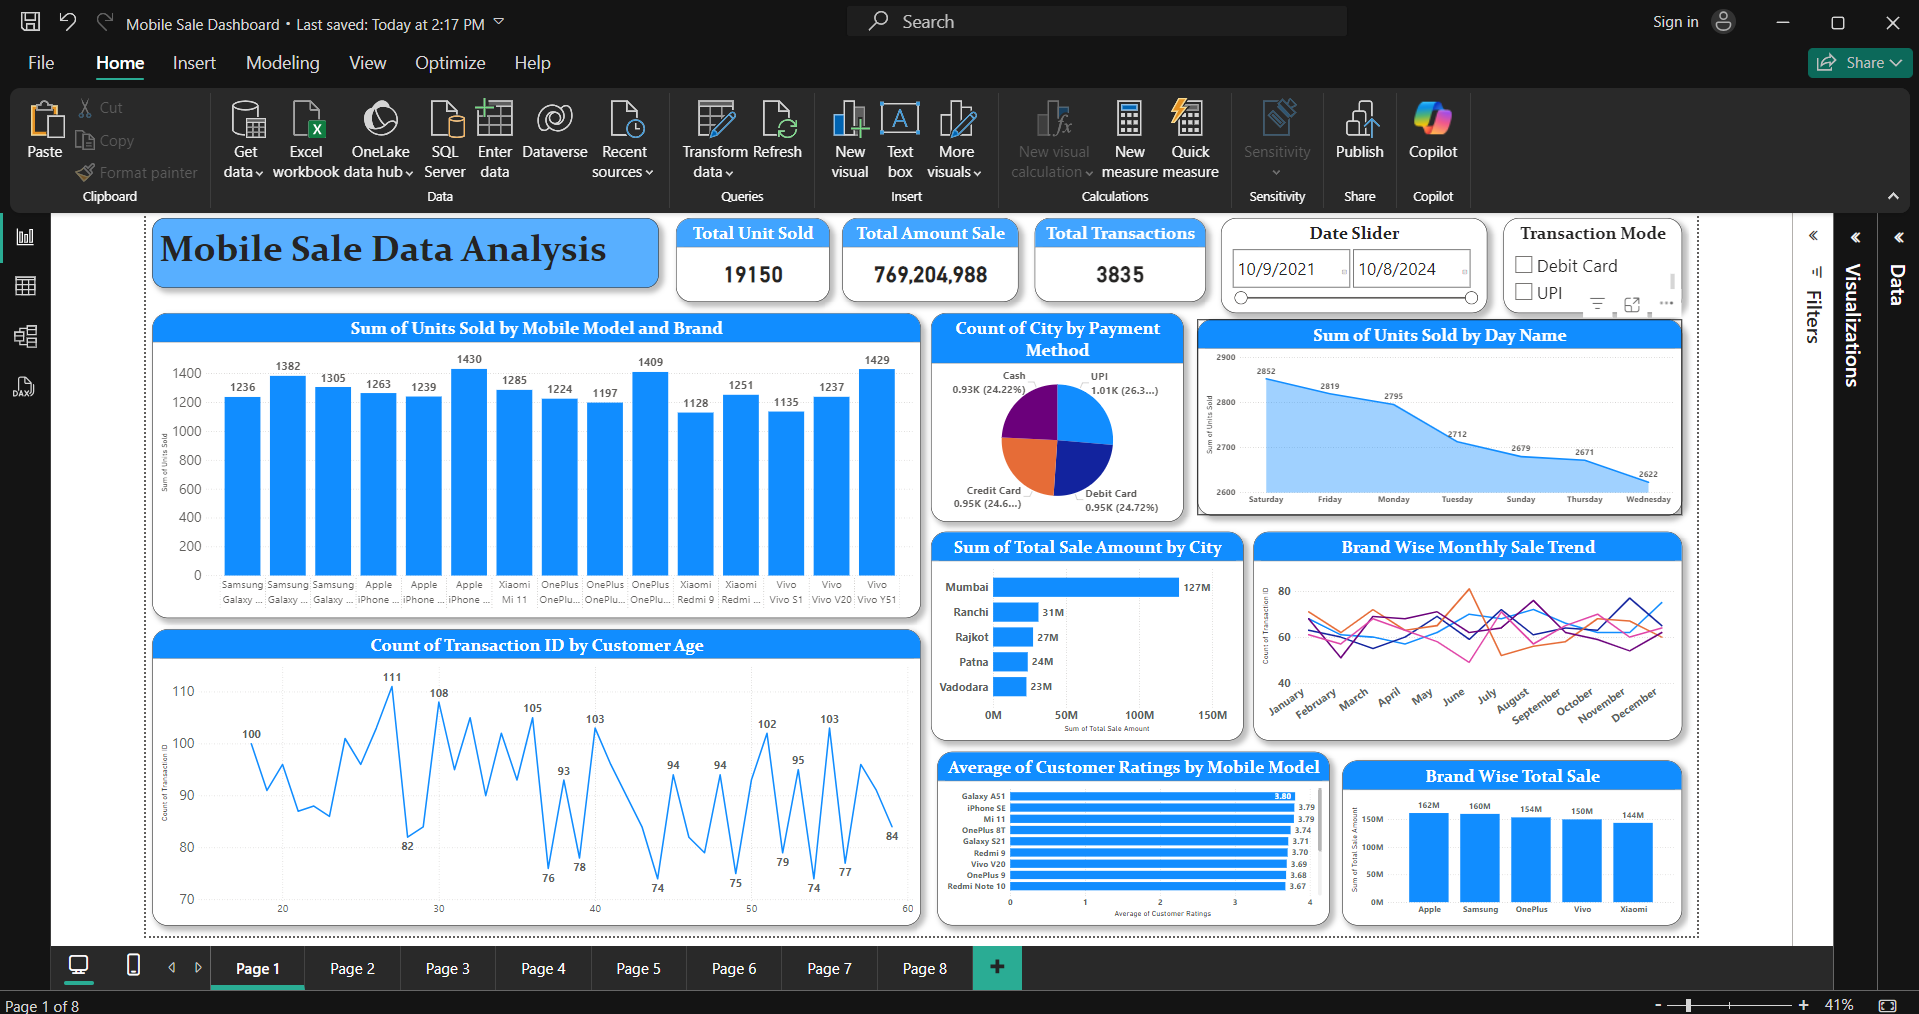 Mobile Sale Dashboard • Last saved: Today at 2:17 PM
Search
Sign in
File
Home
Insert
Modeling
View
Optimize
Help
Share
Paste
Cut
Copy
Format painter
Clipboard
Get data
Excel workbook
OneLake data hub
SQL Server
Enter data
Dataverse
Recent sources
Data
Transform data
Refresh
Queries
New visual
Text box
More visuals
Insert
New visual calculation
New measure
Quick measure
Calculations
Sensitivity
Sensitivity
Publish
Share
Copilot
Copilot
Mobile Sale Data Analysis
Total Unit Sold
19150
Total Amount Sale
769,204,988
Total Transactions
3835
Date Slider
10/9/2021
10/8/2024
Transaction Mode
Debit Card
UPI
Filters
Visualizations
Data
Sum of Units Sold by Mobile Model and Brand
Sum of Units Sold
1400
1200
1000
800
600
400
200
0
1236
1382
1305
1263
1239
1430
1285
1224
1197
1409
1128
1251
1135
1237
1429
Samsung Samsung Samsung Apple Apple Apple Xiaomi OnePlus OnePlus OnePlus Xiaomi Xiaomi Vivo Vivo Vivo
Galaxy ... Galaxy ... Galaxy ... iPhone ... iPhone ... iPhone ... Mi 11 OnePlu... OnePlu... OnePlu... Redmi 9 Redmi ... Vivo S1 Vivo V20 Vivo Y51
Count of City by Payment
Method
Cash
0.93K (24.22%)
UPI
1.01K (26.3...)
Credit Card
0.95K (24.6...)
Debit Card
0.95K (24.72%)
Sum of Units Sold by Day Name
Sum of Units Sold
2900
2800
2700
2600
2852
2819
2795
2712
2679
2671
2622
Saturday Friday Monday Tuesday Sunday Thursday Wednesday
Count of Transaction ID by Customer Age
Count of Transaction ID
110
100
90
80
70
100
111
82
108
105
76
93
78
103
74
94
94
75
102
79
95
74
103
77
84
20 30 40 50 60
Sum of Total Sale Amount by City
Mumbai 127M
Ranchi 31M
Rajkot 27M
Patna 24M
Vadodara 23M
0M 50M 100M 150M
Sum of Total Sale Amount
Brand Wise Monthly Sale Trend
Count of Transaction ID
80
60
40
January February March April May June July August September October November December
Average of Customer Ratings by Mobile Model
Galaxy A51 3.80
iPhone SE 3.79
Mi 11 3.79
OnePlus 8T 3.74
Galaxy S21 3.71
Redmi 9 3.70
Vivo V20 3.69
OnePlus 9 3.68
Redmi Note 10 3.67
0 1 2 3 4
Average of Customer Ratings
Brand Wise Total Sale
Sum of Total Sale Amount
150M
100M
50M
0M
162M
160M
154M
150M
144M
Apple Samsung OnePlus Vivo Xiaomi
Page 1
Page 2
Page 3
Page 4
Page 5
Page 6
Page 7
Page 8
Page 1 of 8
41%